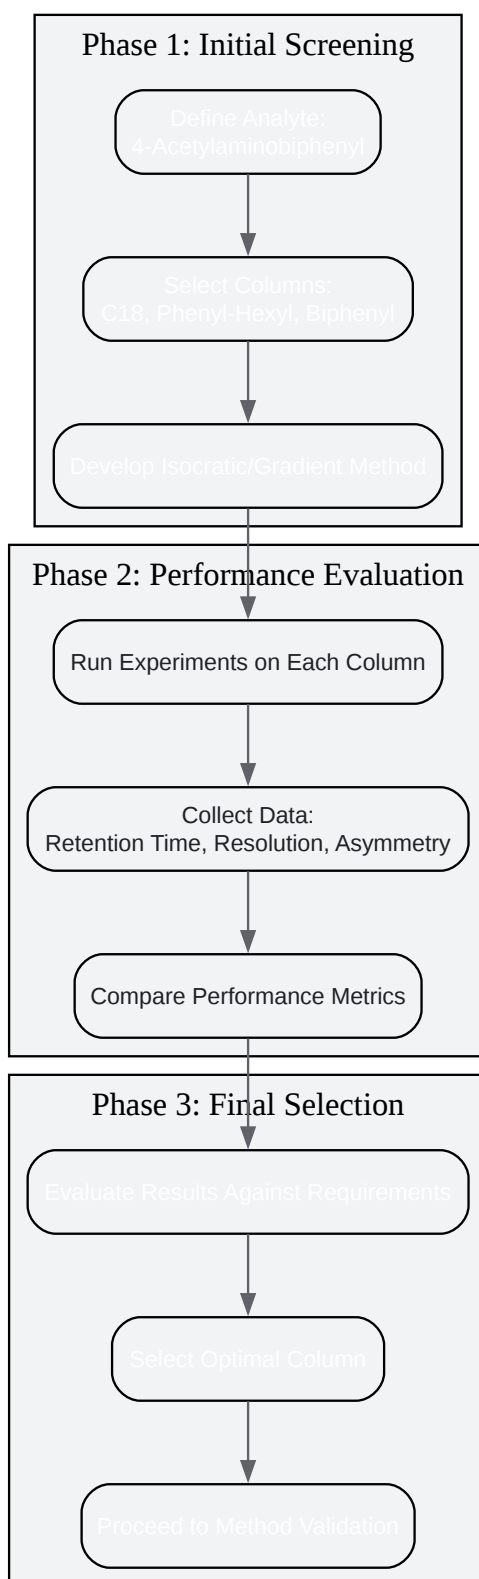 Phase 1: Initial Screening
Define Analyte:
4-Acetylaminobiphenyl
Select Columns:
C18, Phenyl-Hexyl, Biphenyl
Develop Isocratic/Gradient Method
Phase 2: Performance Evaluation
Run Experiments on Each Column
Collect Data:
Retention Time, Resolution, Asymmetry
Compare Performance Metrics
Phase 3: Final Selection
Evaluate Results Against Requirements
Select Optimal Column
Proceed to Method Validation